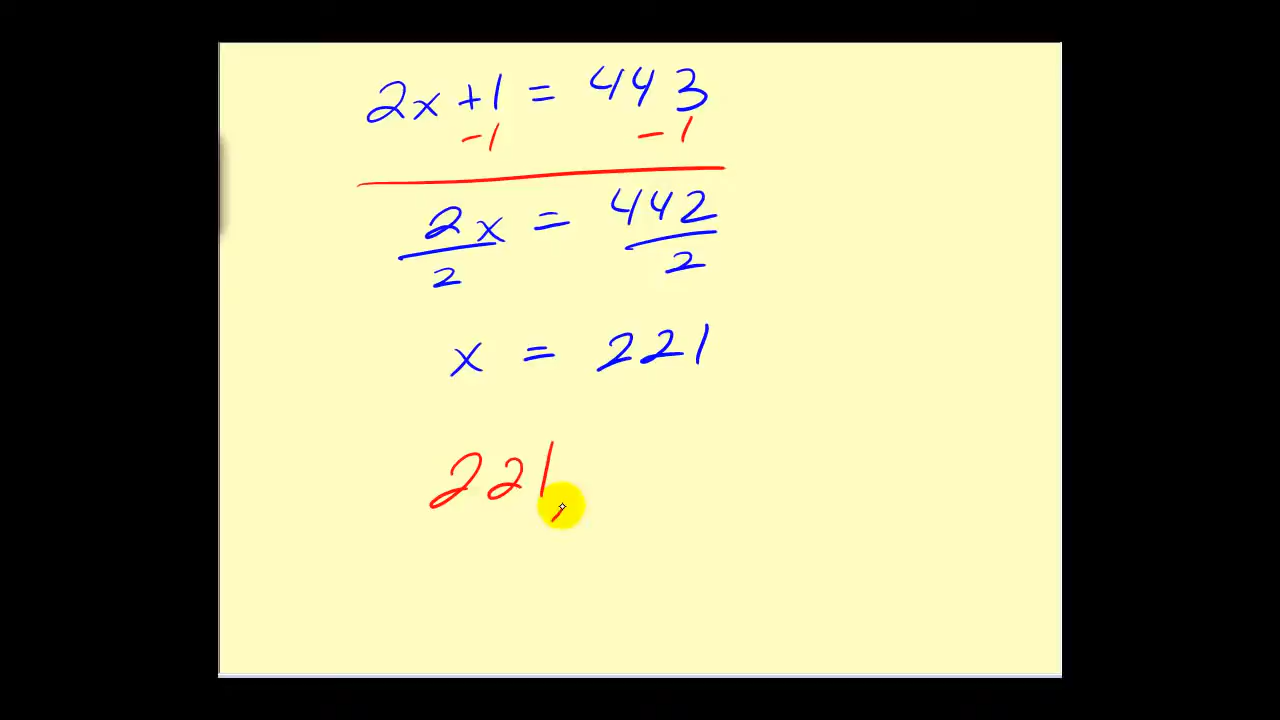 2x +1 = 443
-1 -1
2x = 442
2 2
x = 221
221,